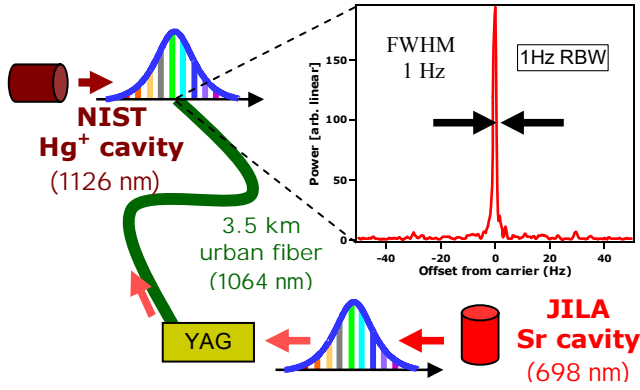 NIST
Hg+ cavity
(1126 nm)
3.5 km
urban fiber
(1064 nm)
YAG
JILA
Sr cavity
(698 nm)
FWHM
1 Hz
1Hz RBW
Power [arb. linear]
150
100
50
0
-40 -20 0 20 40
Offset from carrier (Hz)